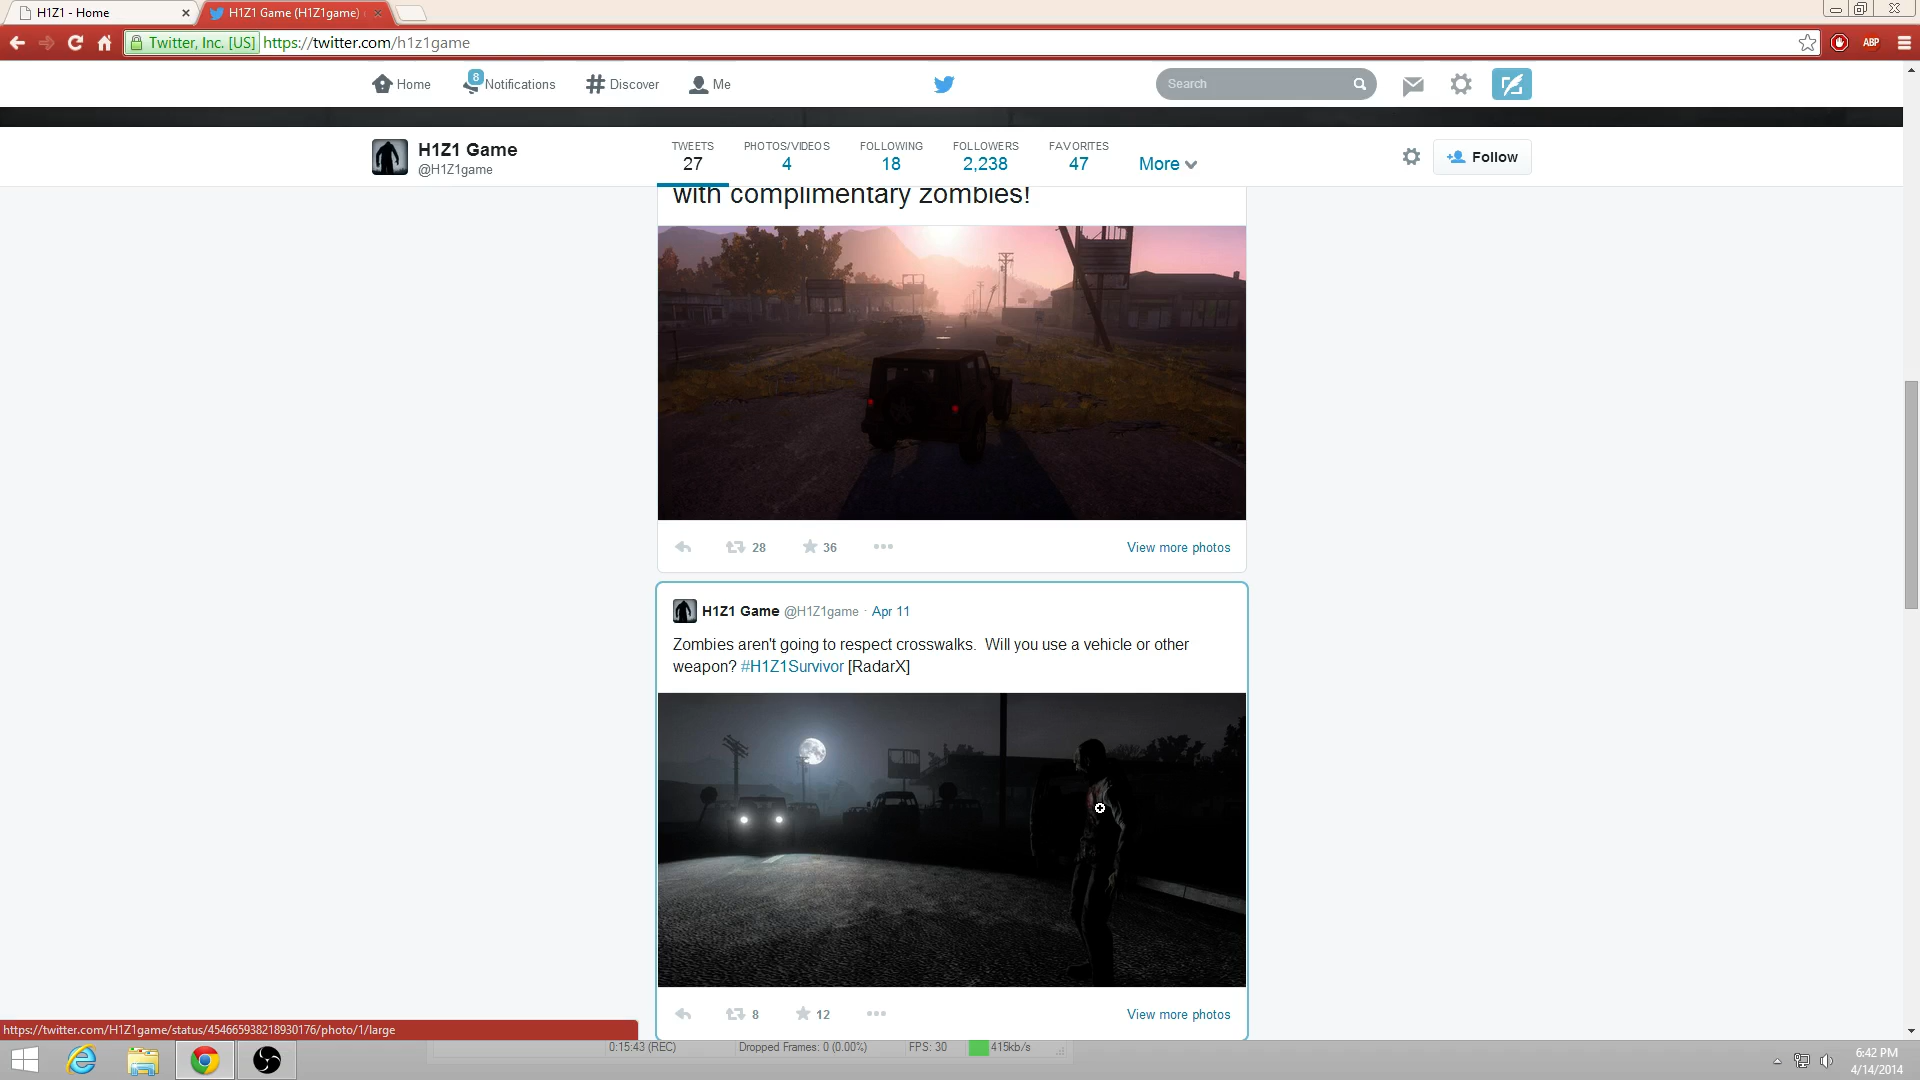 H1Z1 - Home
H1Z1 Game (H1Z1game)
Twitter, Inc. [US] https://twitter.com/h1z1game
ABP
Home
8
Notifications
Discover
Me
Search
H1Z1 Game
@H1Z1game
TWEETS
27
PHOTOS/VIDEOS
4
FOLLOWING
18
FOLLOWERS
2,238
FAVORITES
47
More
Follow
with complimentary zombies!
28
36
View more photos
H1Z1 Game @H1Z1game · Apr 11
Zombies aren't going to respect crosswalks.  Will you use a vehicle or other
weapon? #H1Z1Survivor [RadarX]
8
12
View more photos
https://twitter.com/H1Z1game/status/454665938218930176/photo/1/large
0:15:43 (REC)
Dropped Frames: 0 (0.00%)
FPS: 30
415kb/s
6:42 PM
4/14/2014